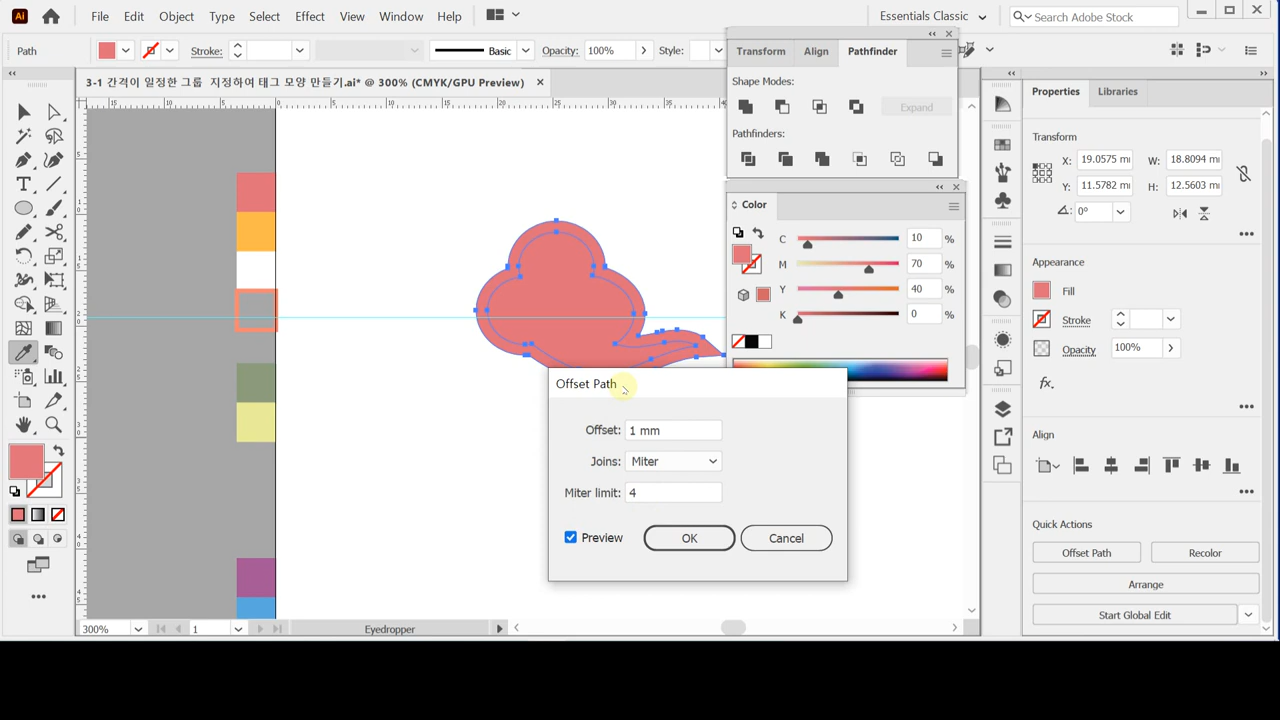 Ai File Edit Object Type Select Effect View Window Help Essentials Classic Search Adobe Stock
Path Stroke: Basic Opacity: 100% Style:
3-1 간격이 일정한 그룹 지정하여 태그 모양 만들기.ai* @ 300% (CMYK/GPU Preview)
Transform Align Pathfinder
Shape Modes:
Expand
Pathfinders:
Color
C 10 %
M 70 %
Y 40 %
K 0 %
Properties Libraries
Transform
X: 19.0575 W: 18.8094
Y: 11.5782 H: 12.5603
0°
Appearance
Fill
Stroke
Opacity 100%
fx.
Align
Quick Actions
Offset Path Recolor
Arrange
Start Global Edit
Offset Path
Offset: 1 mm
Joins: Miter
Miter limit: 4
Preview OK Cancel
300% 1 Eyedropper